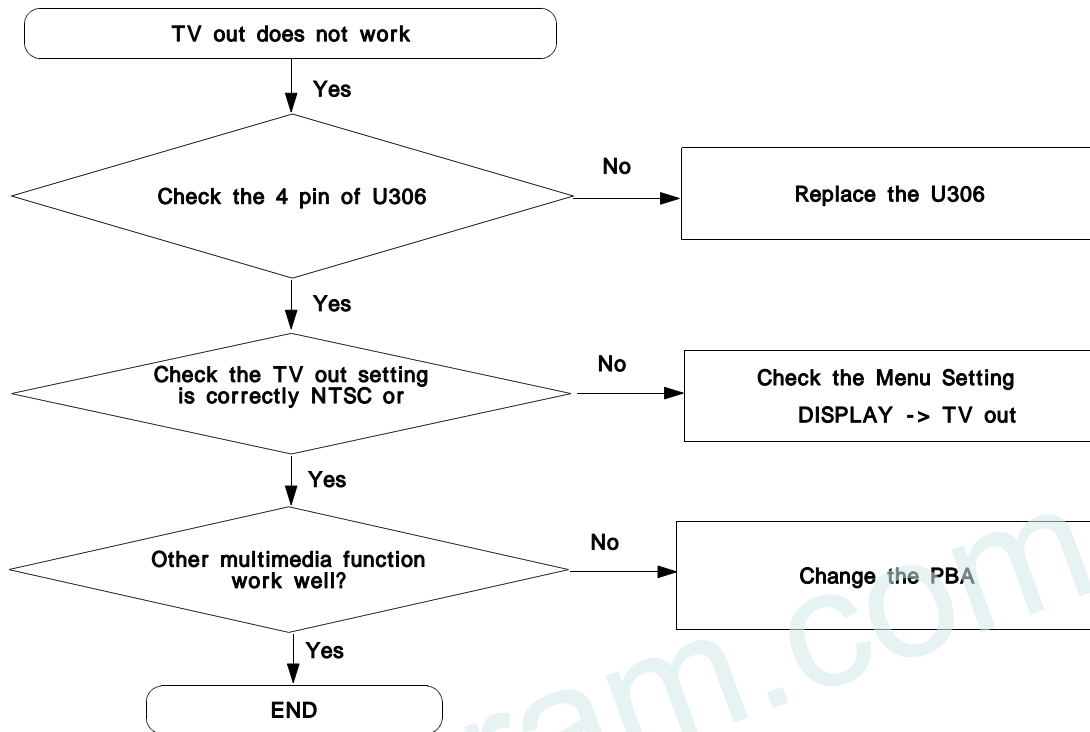 TV out does not work
Yes
Check the 4 pin of U306
No
Replace the U306
Yes
Check the TV out setting
is correctly NTSC or
No
Check the Menu Setting
DISPLAY -> TV out
Yes
Other multimedia function
work well?
No
Change the PBA
Yes
END
ram.com